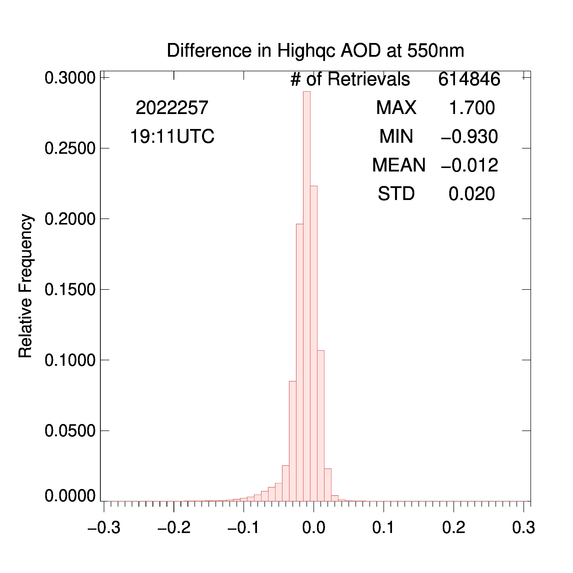 Difference in Highqc AOD at 550nm
# of Retrievals 614846
2022257 MAX 1.700
19:11UTC MIN −0.930
MEAN −0.012
STD 0.020
Relative Frequency
0.3000
0.2500
0.2000
0.1500
0.1000
0.0500
0.0000
−0.3 −0.2 −0.1 0.0 0.1 0.2 0.3